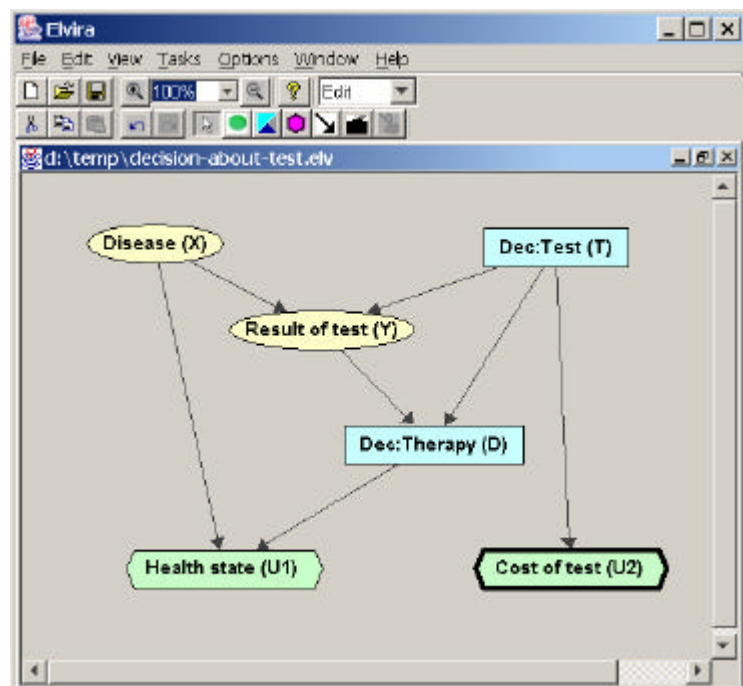 Elvira
File Edit View Tasks Options Window Help
100% Edit
d:\temp\decision-about-test.elv
Disease (X)
Dec:Test (T)
Result of test (Y)
Dec:Therapy (D)
Health state (U1)
Cost of test (U2)